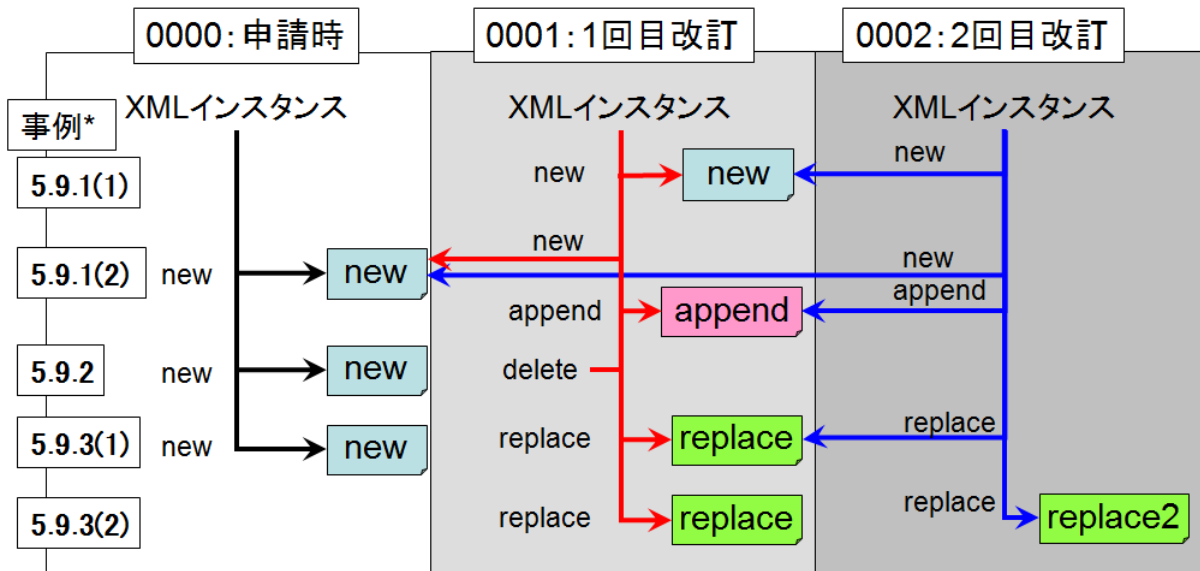 0000:申請時
0001:1回目改訂
0002:2回目改訂
XMLインスタンス
XMLインスタンス
XMLインスタンス
事例*
5.9.1(1)
new
new
new
5.9.1(2)
new
new
new
new
append
append
append
5.9.2
new
new
delete
5.9.3(1)
new
new
replace
replace
replace
5.9.3(2)
replace
replace
replace
replace2